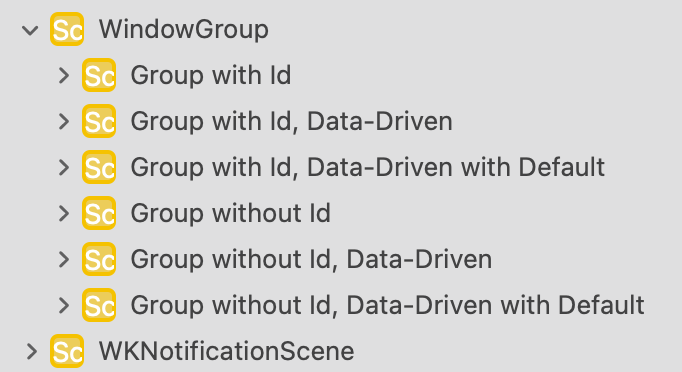 Sc WindowGroup
Sc Group with Id
Sc Group with Id, Data-Driven
Sc Group with Id, Data-Driven with Default
Sc Group without Id
Sc Group without Id, Data-Driven
Sc Group without Id, Data-Driven with Default
Sc WKNotificationScene